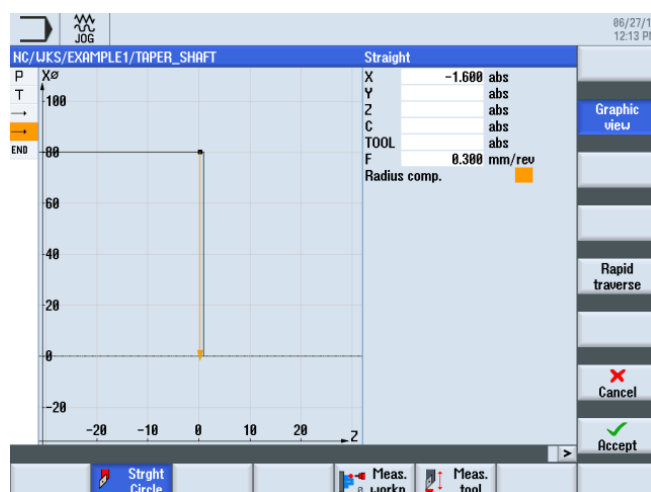 JOG
06/27/1
12:13 P
NC/WKS/EXAMPLE1/TAPER_SHAFT
Straight
P
T
END
XØ
100
80
60
40
20
0
-20
-20 -10 0 10 20 Z
X -1.600 abs
Y abs
Z abs
C abs
TOOL abs
F 0.300 mm/rev
Radius comp.
Graphic
view
Rapid
traverse
Cancel
Accept
>
Strght
Circle
Meas.
workp
Meas.
tool